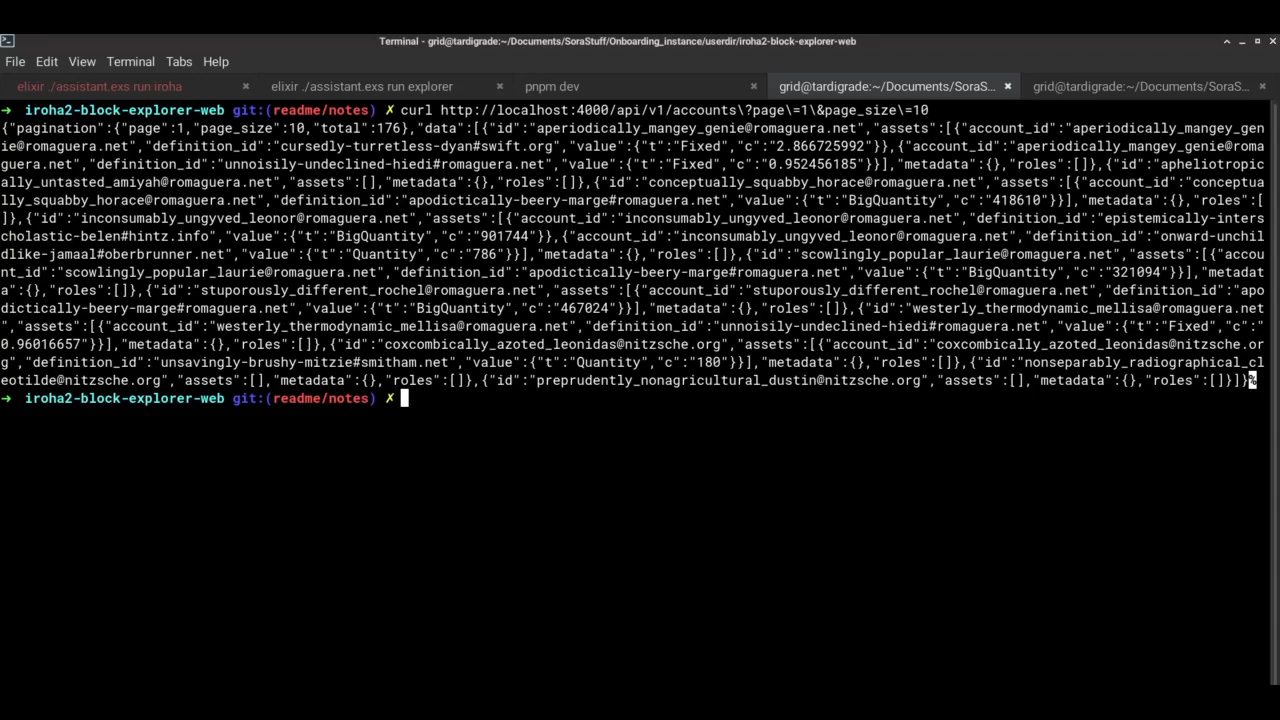 Terminal - grid@tardigrade:~/Documents/SoraStuff/Onboarding_instance/userdir/iroha2-block-explorer-web
File Edit View Terminal Tabs Help
elixir ./assistant.exs run iroha × elixir ./assistant.exs run explorer × pnpm dev × grid@tardigrade:~/Documents/SoraS... × grid@tardigrade:~/Documents/SoraS... ×
➜ iroha2-block-explorer-web git:(readme/notes) ✗ curl http://localhost:4000/api/v1/accounts\?page\=1\&page_size\=10
{"pagination":{"page":1,"page_size":10,"total":176},"data":[{"id":"aperiodically_mangey_genie@romaguera.net","assets":[{"account_id":"aperiodically_mangey_gen
ie@romaguera.net","definition_id":"cursedly-turretless-dyan#swift.org","value":{"t":"Fixed","c":"2.866725992"}},{"account_id":"aperiodically_mangey_genie@roma
guera.net","definition_id":"unnoisily-undeclined-hiedi#romaguera.net","value":{"t":"Fixed","c":"0.952456185"}}],"metadata":{},"roles":[]},{"id":"apheliotropic
ally_untasted_amiyah@romaguera.net","assets":[],"metadata":{},"roles":[]},{"id":"conceptually_squabby_horace@romaguera.net","assets":[{"account_id":"conceptua
lly_squabby_horace@romaguera.net","definition_id":"apodictically-beery-marge#romaguera.net","value":{"t":"BigQuantity","c":"418610"}}],"metadata":{},"roles":[
]},{"id":"inconsumably_ungyved_leonor@romaguera.net","assets":[{"account_id":"inconsumably_ungyved_leonor@romaguera.net","definition_id":"epistemically-inters
cholastic-belen#hintz.info","value":{"t":"BigQuantity","c":"901744"}},{"account_id":"inconsumably_ungyved_leonor@romaguera.net","definition_id":"onward-unchil
dlike-jamaal#oberbrunner.net","value":{"t":"Quantity","c":"786"}}],"metadata":{},"roles":[]},{"id":"scowlingly_popular_laurie@romaguera.net","assets":[{"accou
nt_id":"scowlingly_popular_laurie@romaguera.net","definition_id":"apodictically-beery-marge#romaguera.net","value":{"t":"BigQuantity","c":"321094"}}],"metadat
a":{},"roles":[]},{"id":"stuporously_different_rochel@romaguera.net","assets":[{"account_id":"stuporously_different_rochel@romaguera.net","definition_id":"apo
dictically-beery-marge#romaguera.net","value":{"t":"BigQuantity","c":"467024"}}],"metadata":{},"roles":[]},{"id":"westerly_thermodynamic_mellisa@romaguera.net
","assets":[{"account_id":"westerly_thermodynamic_mellisa@romaguera.net","definition_id":"unnoisily-undeclined-hiedi#romaguera.net","value":{"t":"Fixed","c":"
0.96016657"}}],"metadata":{},"roles":[]},{"id":"coxcombically_azoted_leonidas@nitzsche.org","assets":[{"account_id":"coxcombically_azoted_leonidas@nitzsche.or
g","definition_id":"unsavingly-brushy-mitzie#smitham.net","value":{"t":"Quantity","c":"180"}}],"metadata":{},"roles":[]},{"id":"nonseparably_radiographical_cl
eotilde@nitzsche.org","assets":[],"metadata":{},"roles":[]},{"id":"preprudently_nonagricultural_dustin@nitzsche.org","assets":[],"metadata":{},"roles":[]}]}%
➜ iroha2-block-explorer-web git:(readme/notes) ✗